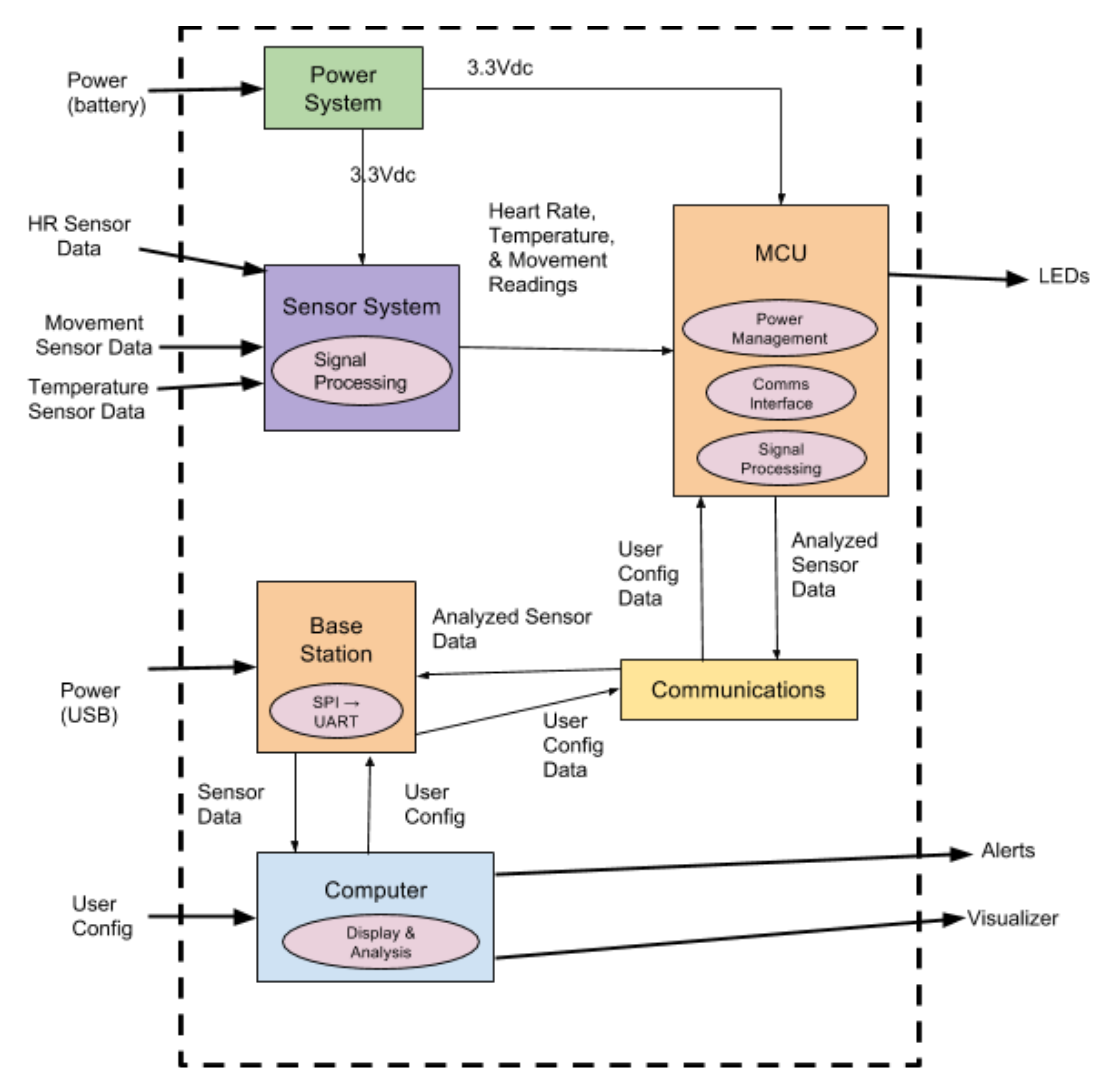 Power
(battery)
Power
System
3.3Vdc
3.3Vdc
HR Sensor
Data
Movement
Sensor Data
Temperature
Sensor Data
Sensor System
Signal
Processing
Heart Rate,
Temperature,
& Movement
Readings
MCU
Power
Management
Comms
Interface
Signal
Processing
LEDs
User
Config
Data
Analyzed
Sensor
Data
Base
Station
SPI →
UART
Power
(USB)
Analyzed Sensor
Data
Communications
User
Config
Data
Sensor
Data
User
Config
User
Config
Computer
Display &
Analysis
Alerts
Visualizer